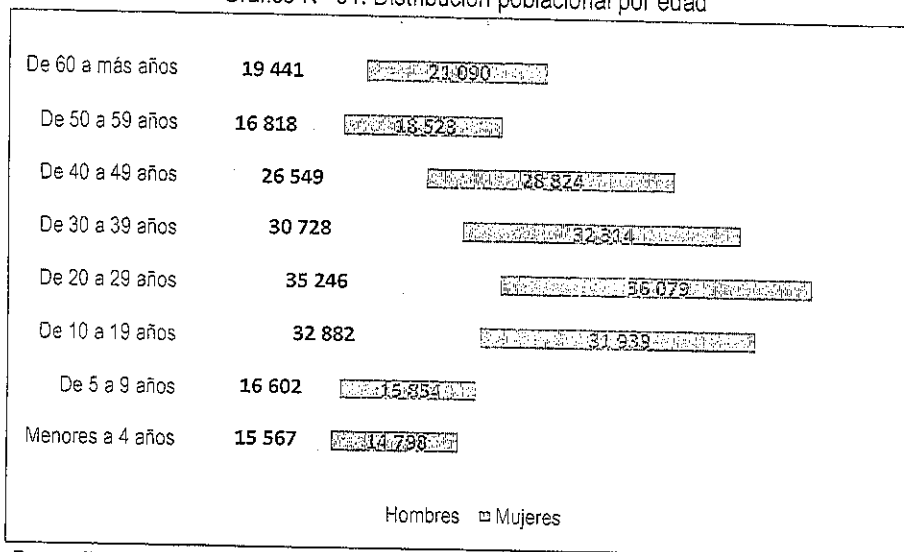 Distribución poblacional por edad
De 60 a más años 19 441 21 090
De 50 a 59 años 16 818 18 523
De 40 a 49 años 26 549 28 824
De 30 a 39 años 30 728 32 314
De 20 a 29 años 35 246 36 079
De 10 a 19 años 32 882 31 939
De 5 a 9 años 16 602 15 854
Menores a 4 años 15 567 14 798
Hombres Mujeres